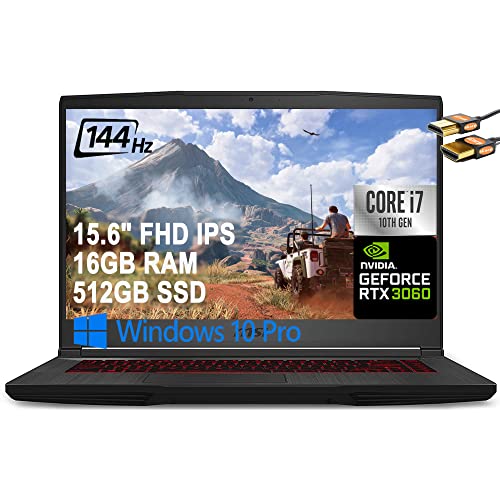 144Hz
15.6" FHD IPS
16GB RAM
512GB SSD
Windows 10 Pro
CORE i7
10TH GEN
NVIDIA.
GEFORCE
RTX 3060